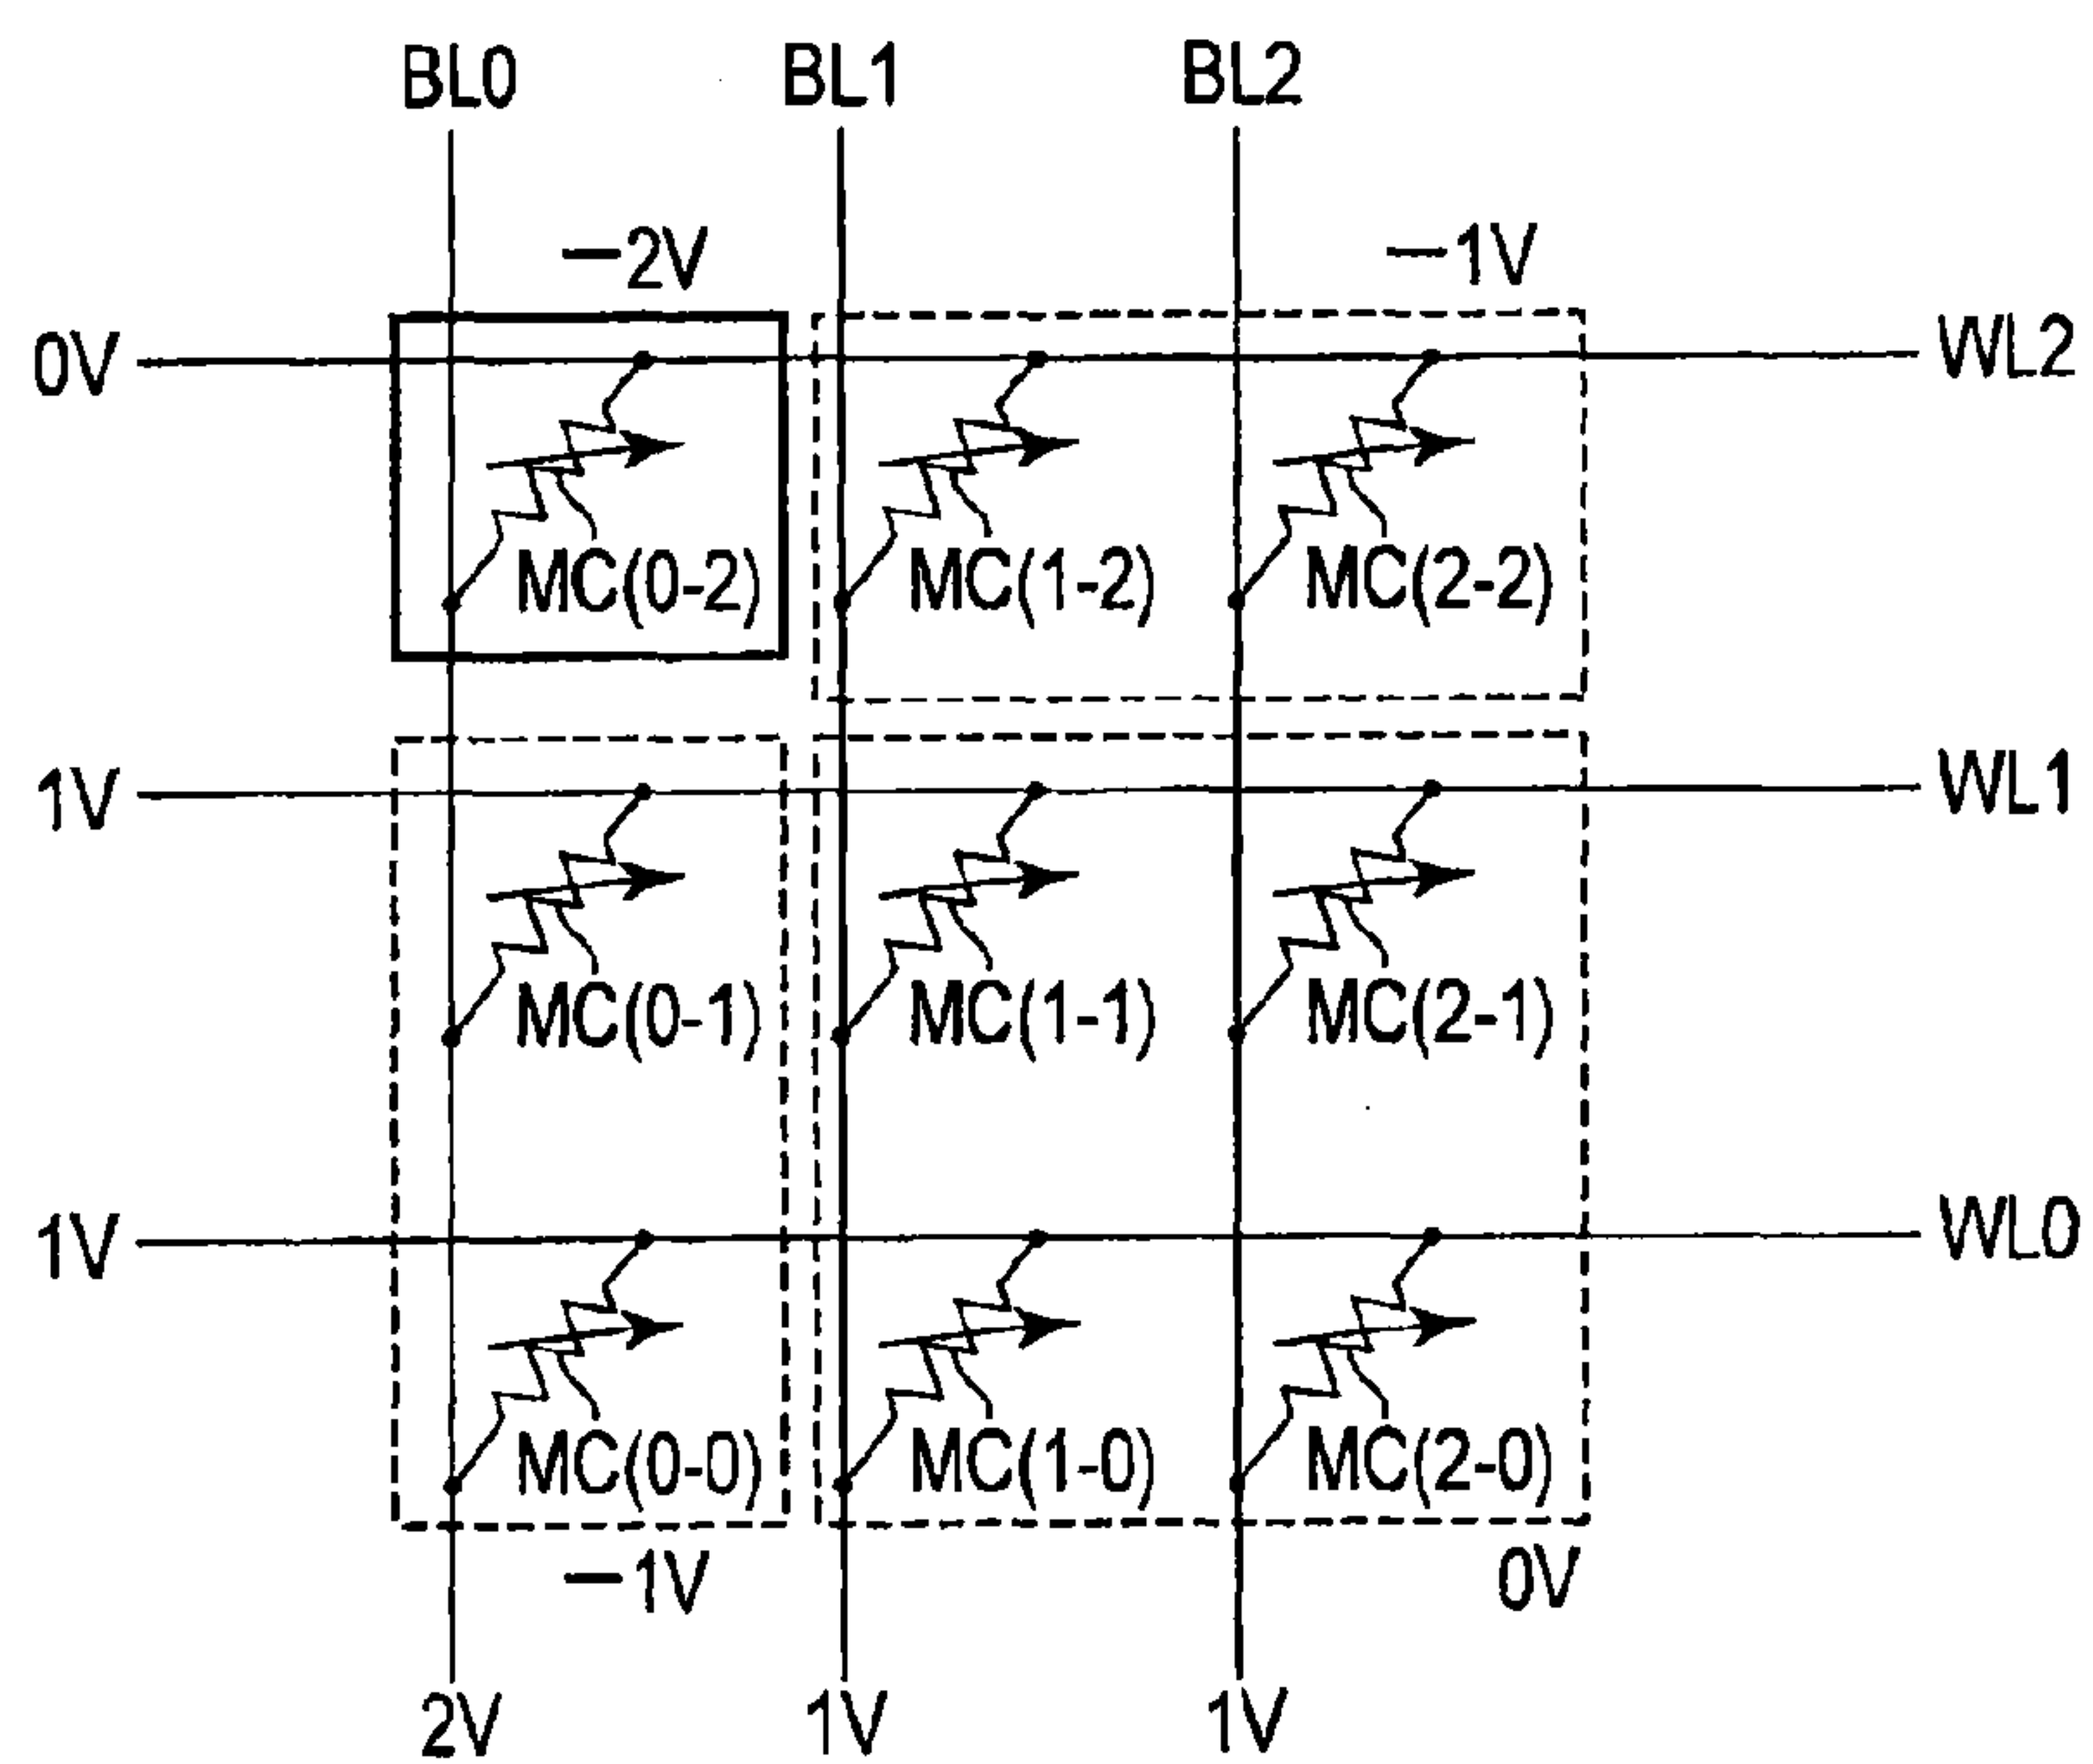 BL0 BL1 BL2
—2V —1V
0V WL2
MC(0-2) MC(1-2) MC(2-2)
1V WL1
MC(0-1) MC(1-1) MC(2-1)
1V WL0
MC(0-0) MC(1-0) MC(2-0)
—1V 0V
2V 1V 1V